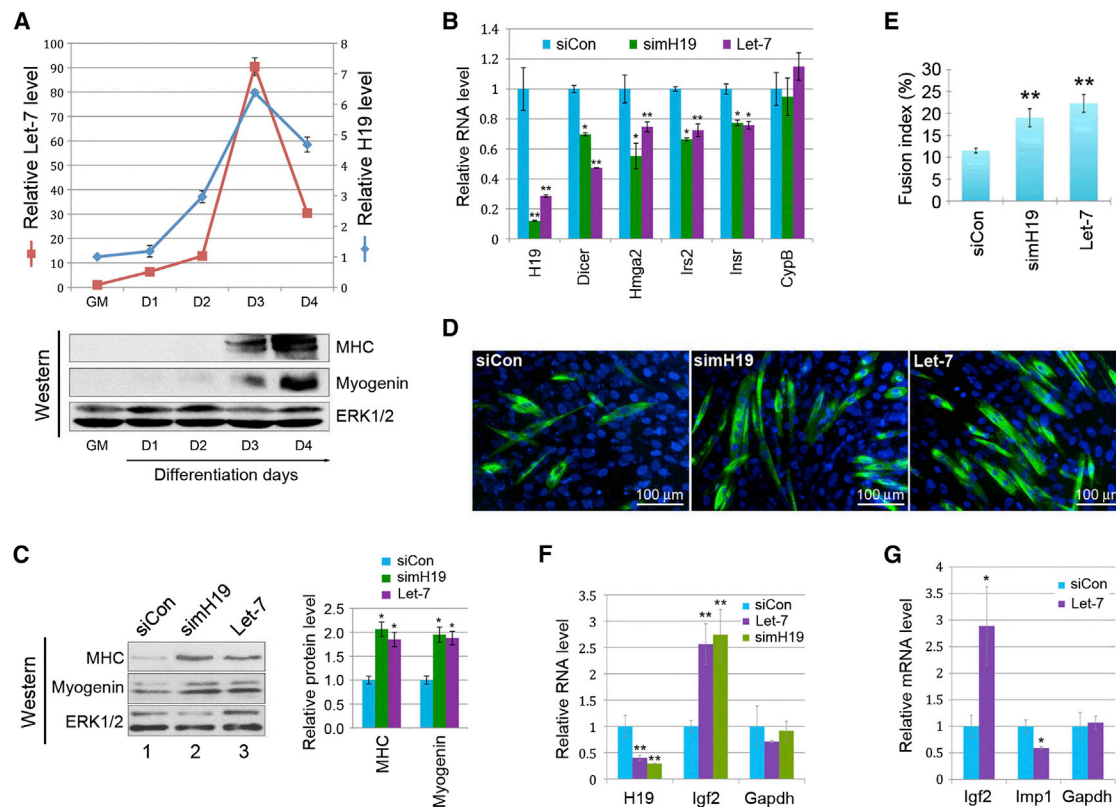 A
Relative Let-7 level
100
90
80
70
60
50
40
30
20
10
0
8
7
6
5
4
3
2
1
0
Relative H19 level
GM D1 D2 D3 D4
Western
MHC
Myogenin
ERK1/2
GM D1 D2 D3 D4
Differentiation days
B
Relative RNA level
1.4
1.2
1
0.8
0.6
0.4
0.2
0
siCon simH19 Let-7
** ** * ** * ** * ** * *
H19 Dicer Hmga2 Irs2 Insr CypB
E
Fusion index (%)
30
25
20
15
10
5
0
** **
siCon simH19 Let-7
D
siCon simH19 Let-7
100 μm 100 μm 100 μm
C
siCon simH19 Let-7
Western
MHC
Myogenin
ERK1/2
1 2 3
siCon
simH19
Let-7
Relative protein level
2.5
2.0
1.5
1.0
0.5
0.0
* * * *
MHC Myogenin
F
Relative RNA level
3.5
3
2.5
2
1.5
1
0.5
0
siCon
Let-7
simH19
** ** ** **
H19 Igf2 Gapdh
G
Relative mRNA level
4
3.5
3
2.5
2
1.5
1
0.5
0
siCon
Let-7
* *
Igf2 Imp1 Gapdh